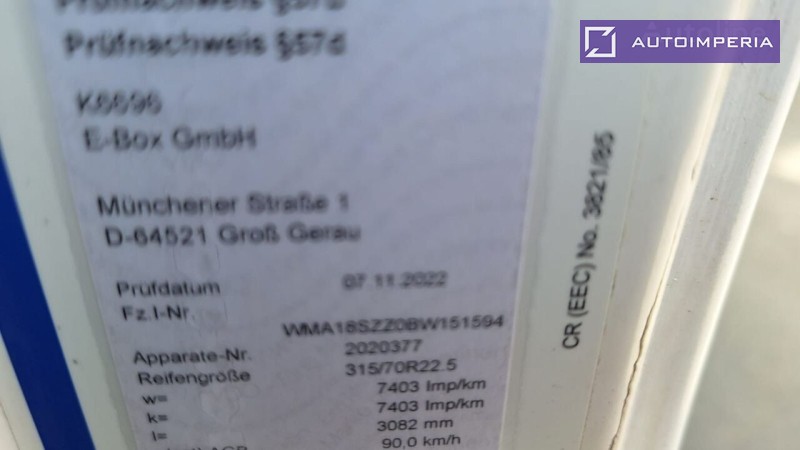 Prüfnachweis §57d
Prüfnachweis §57d
K6696
E-Box GmbH
Münchener Straße 1
D-64521 Groß Gerau
Prüfdatum 07.11.2022
Fz.I-Nr. WMA18SZZ0BW151594
Apparate-Nr. 2020377
Reifengröße 315/70R22.5
w= 7403 Imp/km
k= 7403 Imp/km
l= 3082 mm
90,0 km/h
CR (EEC) No. 3821/85
AUTOIMPERIA